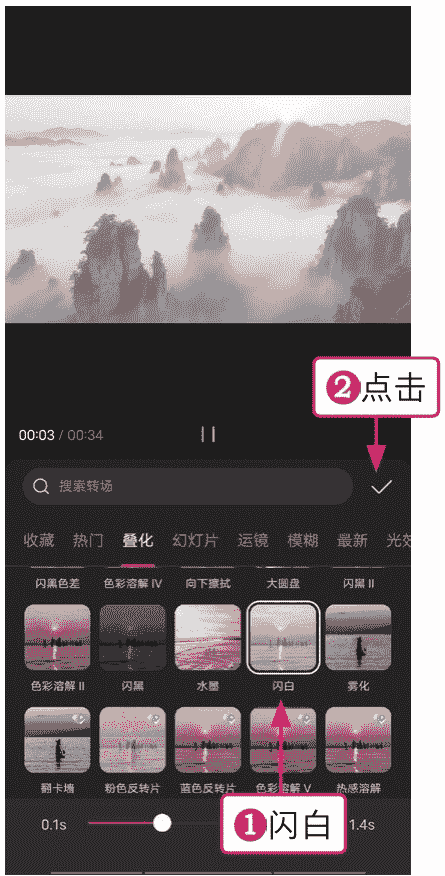 ❷点击
00:03 / 00:34
搜索转场
收藏 热门 叠化 幻灯片 运镜 模糊 最新 光效
闪黑色差 色彩溶解 IV 向下擦拭 大圆盘 闪黑 II
色彩溶解 II 闪黑 水墨 闪白 雾化
翻卡墙 粉色反转片 蓝色反转片 色彩溶解 V 热感溶解
0.1s 1.4s
❶闪白